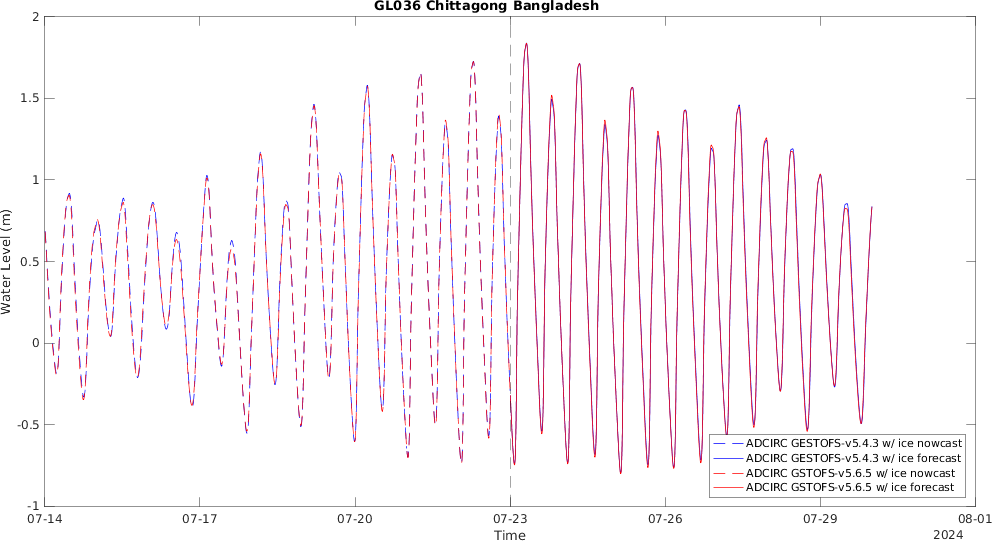 GL036 Chittagong Bangladesh
2
1.5
1
0.5
0
-0.5
-1
Water Level (m)
07-14 07-17 07-20 07-23 07-26 07-29 08-01
Time
2024
ADCIRC GESTOFS-v5.4.3 w/ ice nowcast
ADCIRC GESTOFS-v5.4.3 w/ ice forecast
ADCIRC GSTOFS-v5.6.5 w/ ice nowcast
ADCIRC GSTOFS-v5.6.5 w/ ice forecast